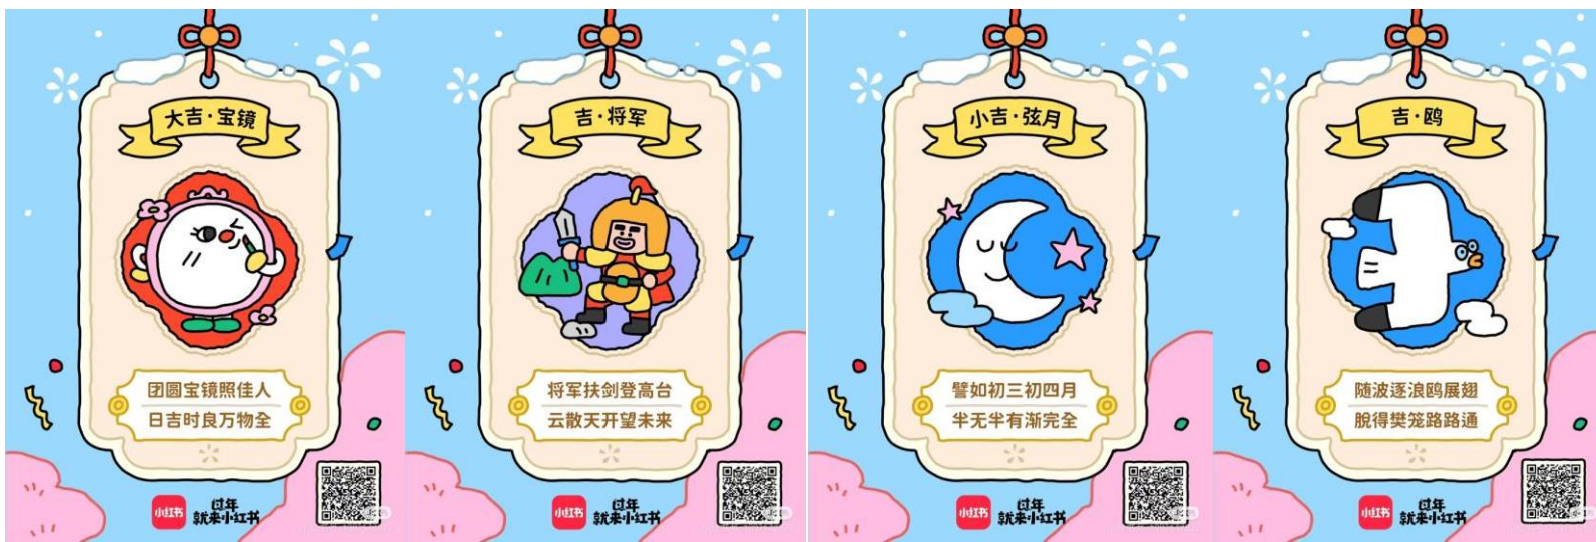 大吉·宝镜
团圆宝镜照佳人
日吉时良万物全
小红书
过年
就来小红书
吉·将军
将军扶剑登高台
云散天开望未来
小红书
过年
就来小红书
小吉·弦月
譬如初三初四月
半无半有渐完全
小红书
过年
就来小红书
吉·鸥
随波逐浪鸥展翅
脱得樊笼路路通
小红书
过年
就来小红书